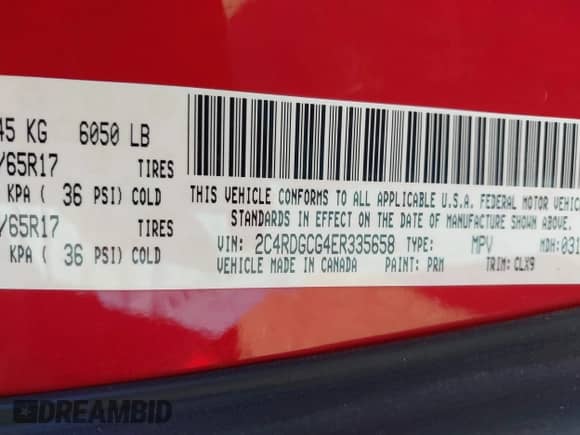 45 KG 6050 LB
/65R17 TIRES
KPA ( 36 PSI) COLD
/65R17 TIRES
KPA ( 36 PSI) COLD
THIS VEHICLE CONFORMS TO ALL APPLICABLE U.S.A. FEDERAL MOTOR VEHIC
STANDARDS IN EFFECT ON THE DATE OF MANUFACTURE SHOWN ABOVE.
VIN: 2C4RDGCG4ER335658 TYPE: MPV MDH:031
VEHICLE MADE IN CANADA PAINT: PRM TRIM: CLX9
DREAMBID